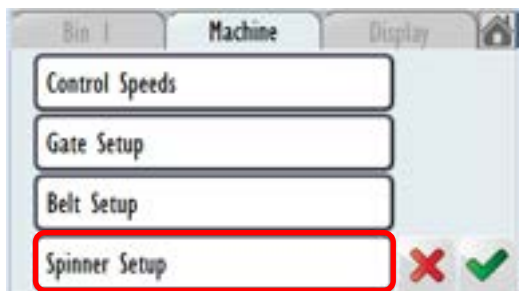 Bin 1 Machine Display
Control Speeds
Gate Setup
Belt Setup
Spinner Setup